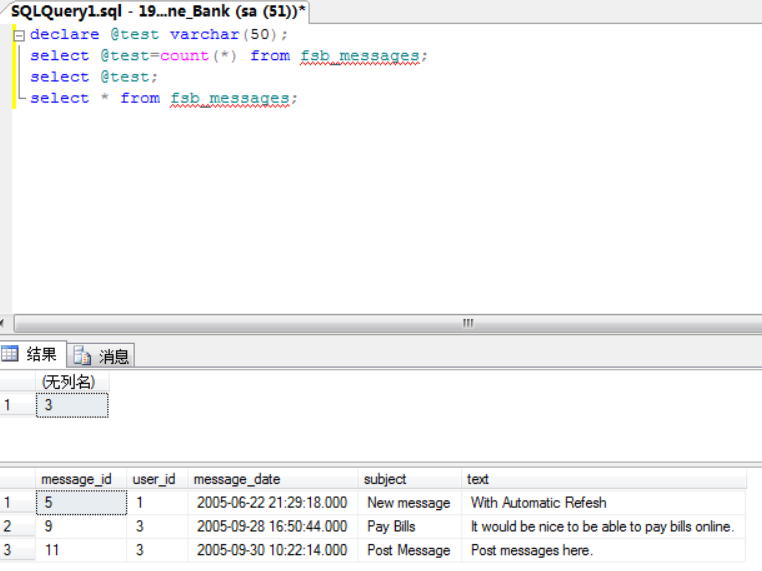 SQLQuery1.sql - 19...ne_Bank (sa (51))*
declare @test varchar(50);
select @test=count(*) from fsb_messages;
select @test;
select * from fsb_messages;
结果 消息
(无列名)
1 3
message_id user_id message_date subject text
1 5 1 2005-06-22 21:29:18.000 New message With Automatic Refesh
2 9 3 2005-09-28 16:50:44.000 Pay Bills It would be nice to be able to pay bills online.
3 11 3 2005-09-30 10:22:14.000 Post Message Post messages here.